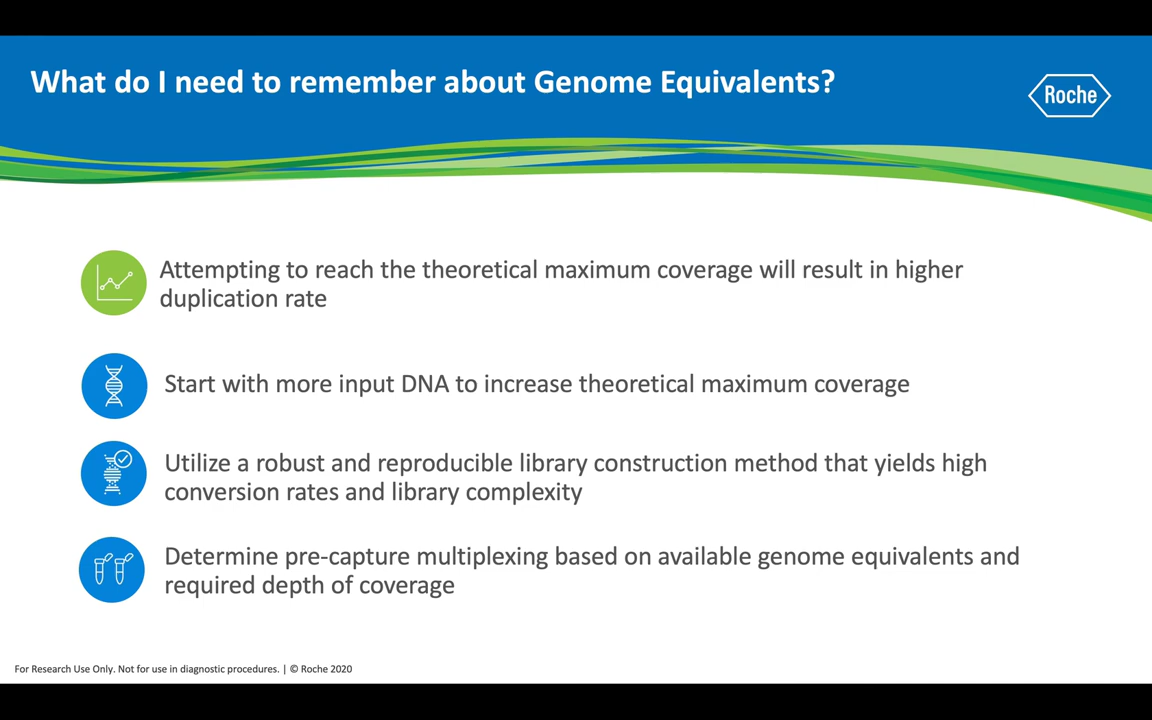 What do I need to remember about Genome Equivalents?
Roche
Attempting to reach the theoretical maximum coverage will result in higher
duplication rate
Start with more input DNA to increase theoretical maximum coverage
Utilize a robust and reproducible library construction method that yields high
conversion rates and library complexity
Determine pre-capture multiplexing based on available genome equivalents and
required depth of coverage
For Research Use Only. Not for use in diagnostic procedures. | © Roche 2020